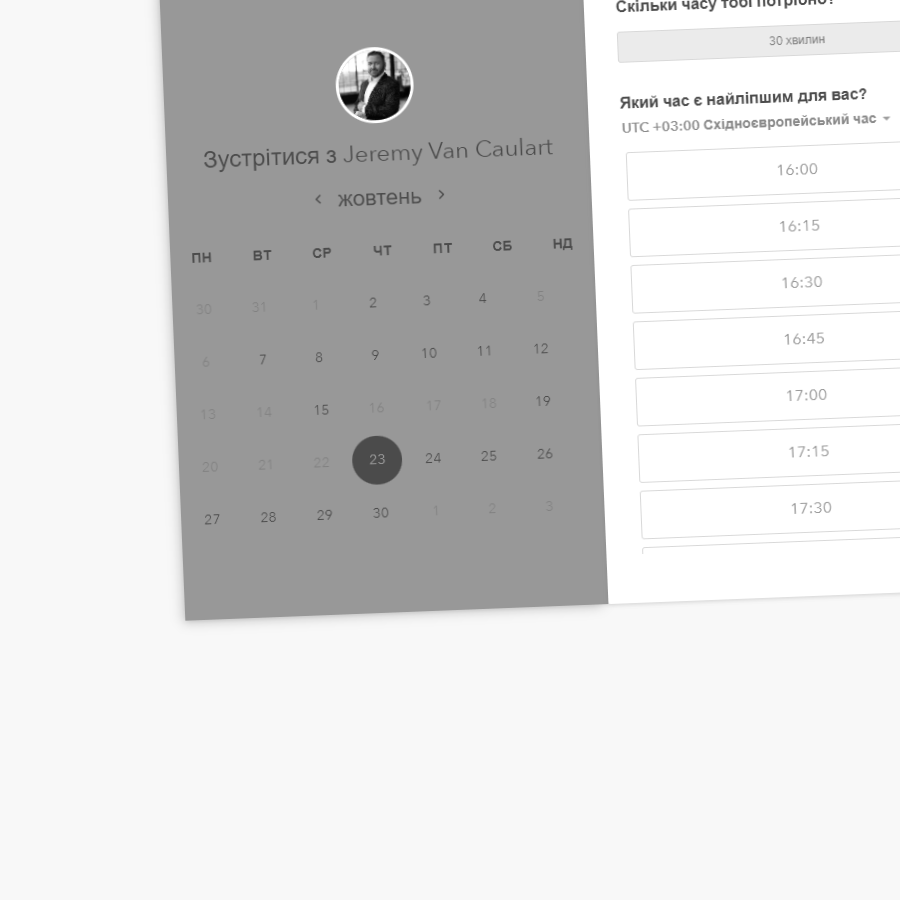 Зустрітися з Jeremy Van Caulart
‹ жовтень ›
ПН ВТ СР ЧТ ПТ СБ НД
30 31 1 2 3 4 5
6 7 8 9 10 11 12
13 14 15 16 17 18 19
20 21 22 23 24 25 26
27 28 29 30 1 2 3
Скільки часу тобі потрібно?
30 хвилин
Який час є найліпшим для вас?
UTC +03:00 Східноєвропейський час
16:00
16:15
16:30
16:45
17:00
17:15
17:30